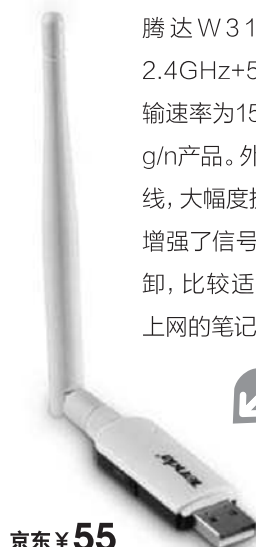 腾达W31
2.4GHz+5
输速率为15
g/n产品。外
线，大幅度
增强了信号
卸，比较适
上网的笔记
Tenda
京东¥55